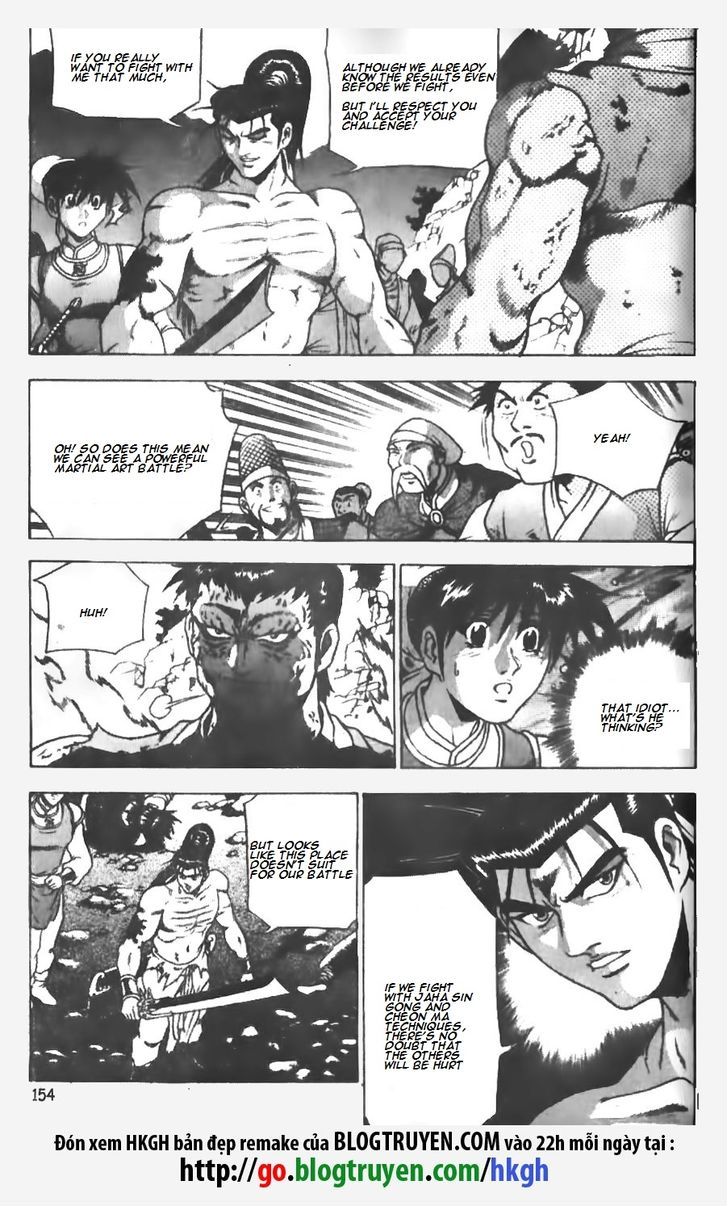 IF YOU REALLY
WANT TO FIGHT WITH
ME THAT MUCH,
ALTHOUGH WE ALREADY
KNOW THE RESULTS EVEN
BEFORE WE FIGHT,
BUT I'LL RESPECT YOU
AND ACCEPT YOUR
CHALLENGE!
OH! SO DOES THIS MEAN
WE CAN SEE A POWERFUL
MARTIAL ART BATTLE?
YEAH!
HUH!
THAT IDIOT...
WHAT'S HE
THINKING?
BUT LOOKS
LIKE THIS PLACE
DOESN'T SUIT
FOR OUR BATTLE
IF WE FIGHT
WITH JAHA SIN
GONG AND
CHEON MA
TECHNIQUES,
THERE'S NO
DOUBT THAT
THE OTHERS
WILL BE HURT
154
Đón xem HKGH bản đẹp remake của BLOGTRUYEN.COM vào 22h mỗi ngày tại :
http://go.blogtruyen.com/hkgh